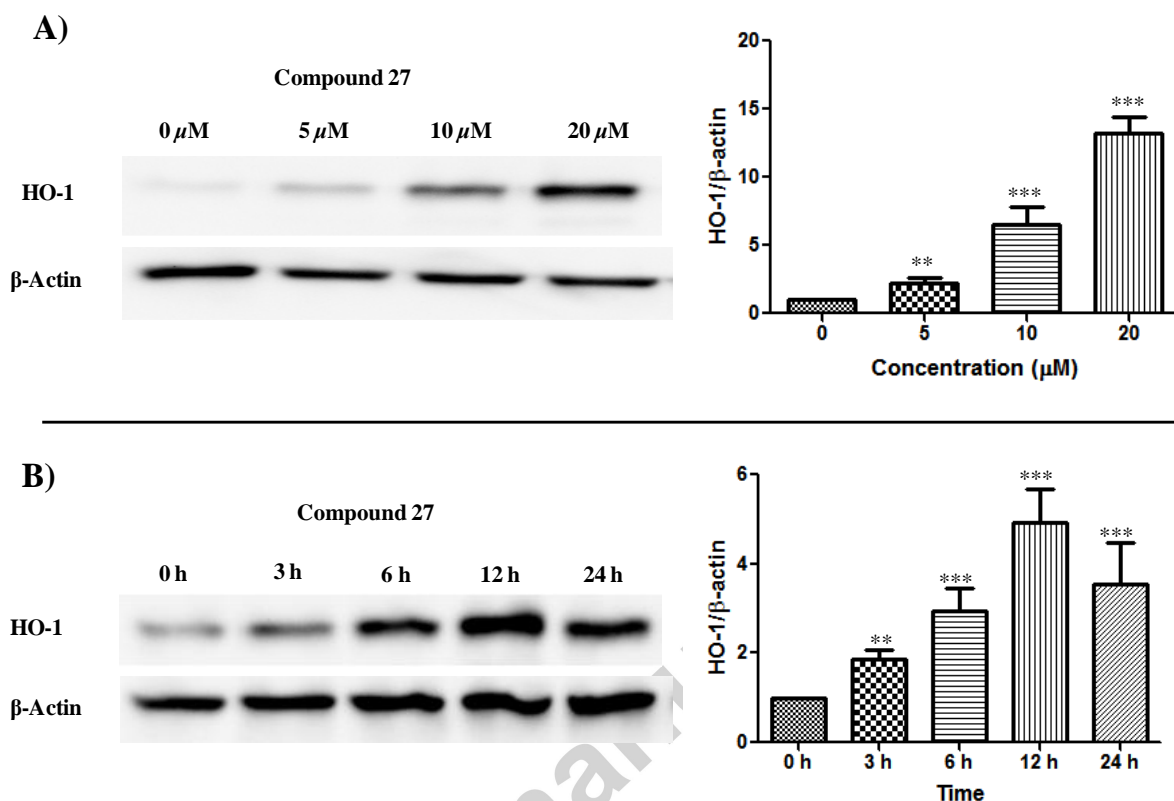 A)
Compound 27
0 μM 5 μM 10 μM 20 μM
HO-1
β-Actin
HO-1/β-actin
20
15
10
5
0
** *** ***
0 5 10 20
Concentration (μM)
B)
Compound 27
0 h 3 h 6 h 12 h 24 h
HO-1
β-Actin
HO-1/β-actin
6
4
2
0
** *** *** ***
0 h 3 h 6 h 12 h 24 h
Time